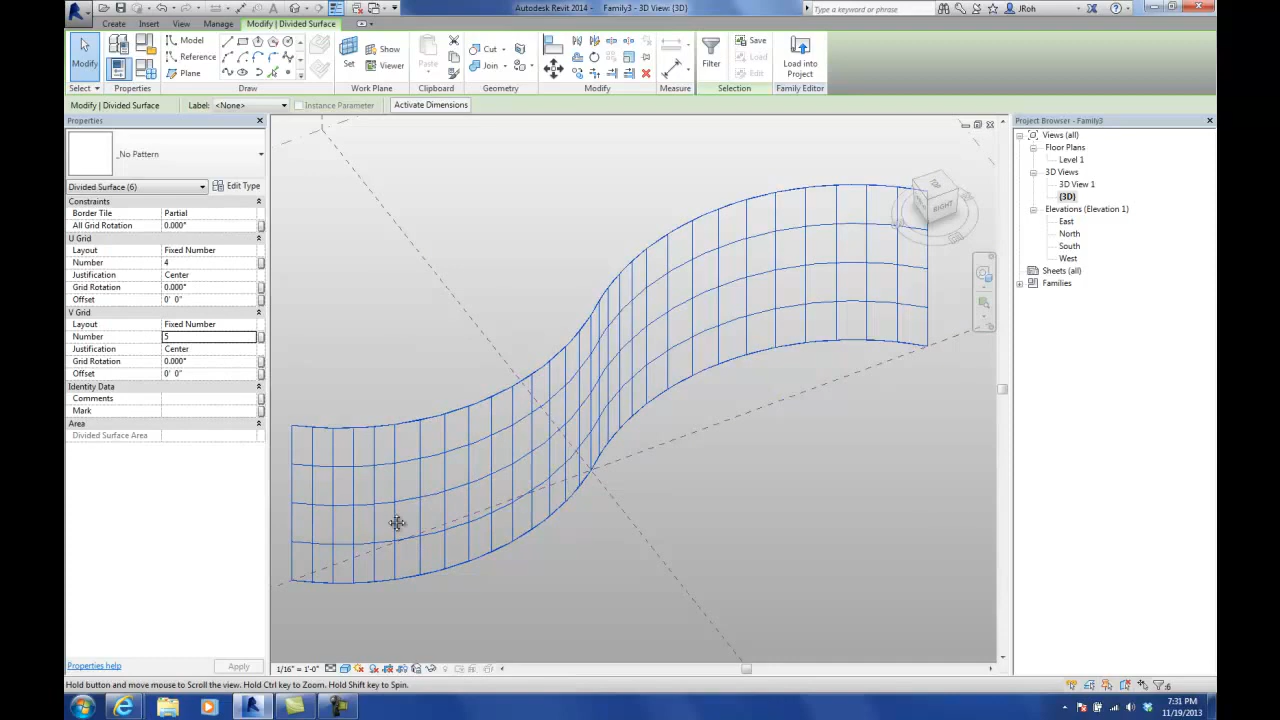 Autodesk Revit 2014 - Family3 - 3D View: {3D}
Type a keyword or phrase
JRoh
Create Insert View Manage Modify | Divided Surface
Modify
Model
Reference
Plane
Set
Show
Viewer
Paste
Cut
Join
Filter
Save
Load
Edit
Load into
Project
Select Properties Draw Work Plane Clipboard Geometry Modify Measure Selection Family Editor
Modify | Divided Surface Label: <None> Instance Parameter Activate Dimensions
Properties
_No Pattern
Divided Surface (6) Edit Type
Constraints
Border Tile Partial
All Grid Rotation 0.000°
U Grid
Layout Fixed Number
Number 4
Justification Center
Grid Rotation 0.000°
Offset 0' 0"
V Grid
Layout Fixed Number
Number 5
Justification Center
Grid Rotation 0.000°
Offset 0' 0"
Identity Data
Comments
Mark
Area
Divided Surface Area
Properties help Apply
TOP
RIGHT
Project Browser - Family3
Views (all)
Floor Plans
Level 1
3D Views
3D View 1
{3D}
Elevations (Elevation 1)
East
North
South
West
Sheets (all)
Families
1/16" = 1'-0"
Hold button and move mouse to Scroll the view. Hold Ctrl key to Zoom. Hold Shift key to Spin.
:6
7:31 PM
11/19/2013